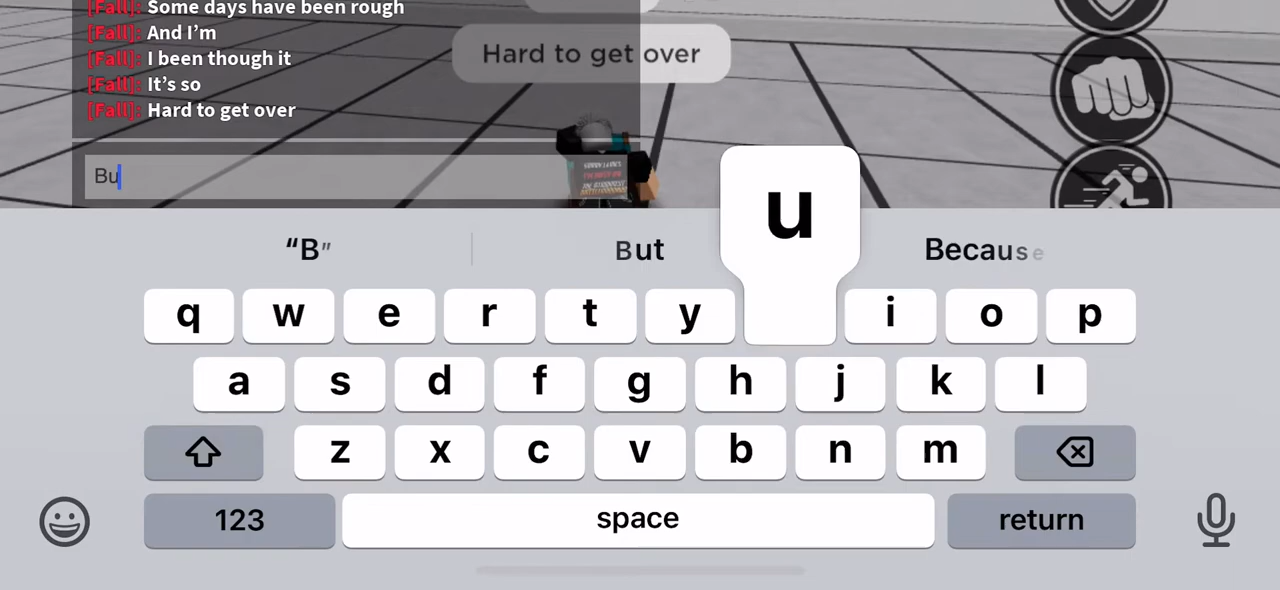 [Fall]: Some days have been rough
[Fall]: And I’m
[Fall]: I been though it
[Fall]: It’s so
[Fall]: Hard to get over
Hard to get over
Bu
“B” But Because
u
q w e r t y i o p
a s d f g h j k l
z x c v b n m
123 space return